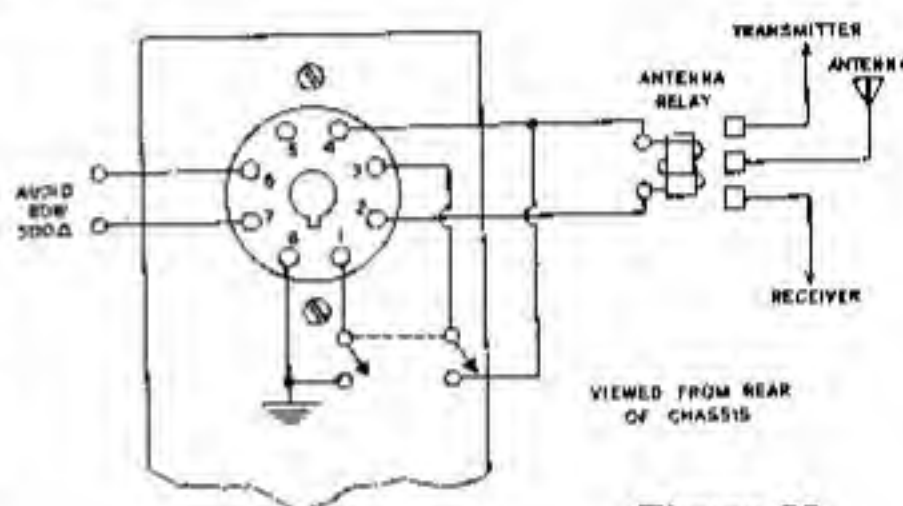 TRANSMITTER
ANTENNA
ANTENNA
RELAY
5
4
6
3
7
2
8
1
AUDIO
80W
500Ω
RECEIVER
VIEWED FROM REAR
OF CHASSIS